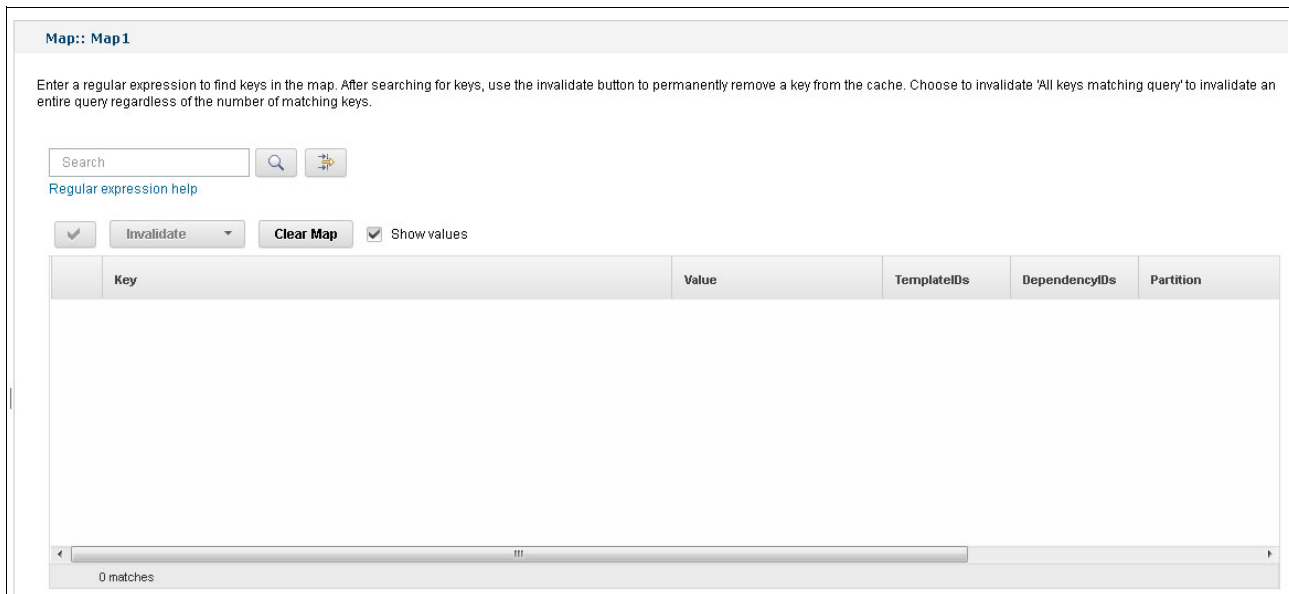 Map:: Map1
Enter a regular expression to find keys in the map. After searching for keys, use the invalidate button to permanently remove a key from the cache. Choose to invalidate 'All keys matching query' to invalidate an
entire query regardless of the number of matching keys.
Search
Regular expression help
Invalidate Clear Map Show values
Key Value TemplateIDs DependencyIDs Partition
0 matches